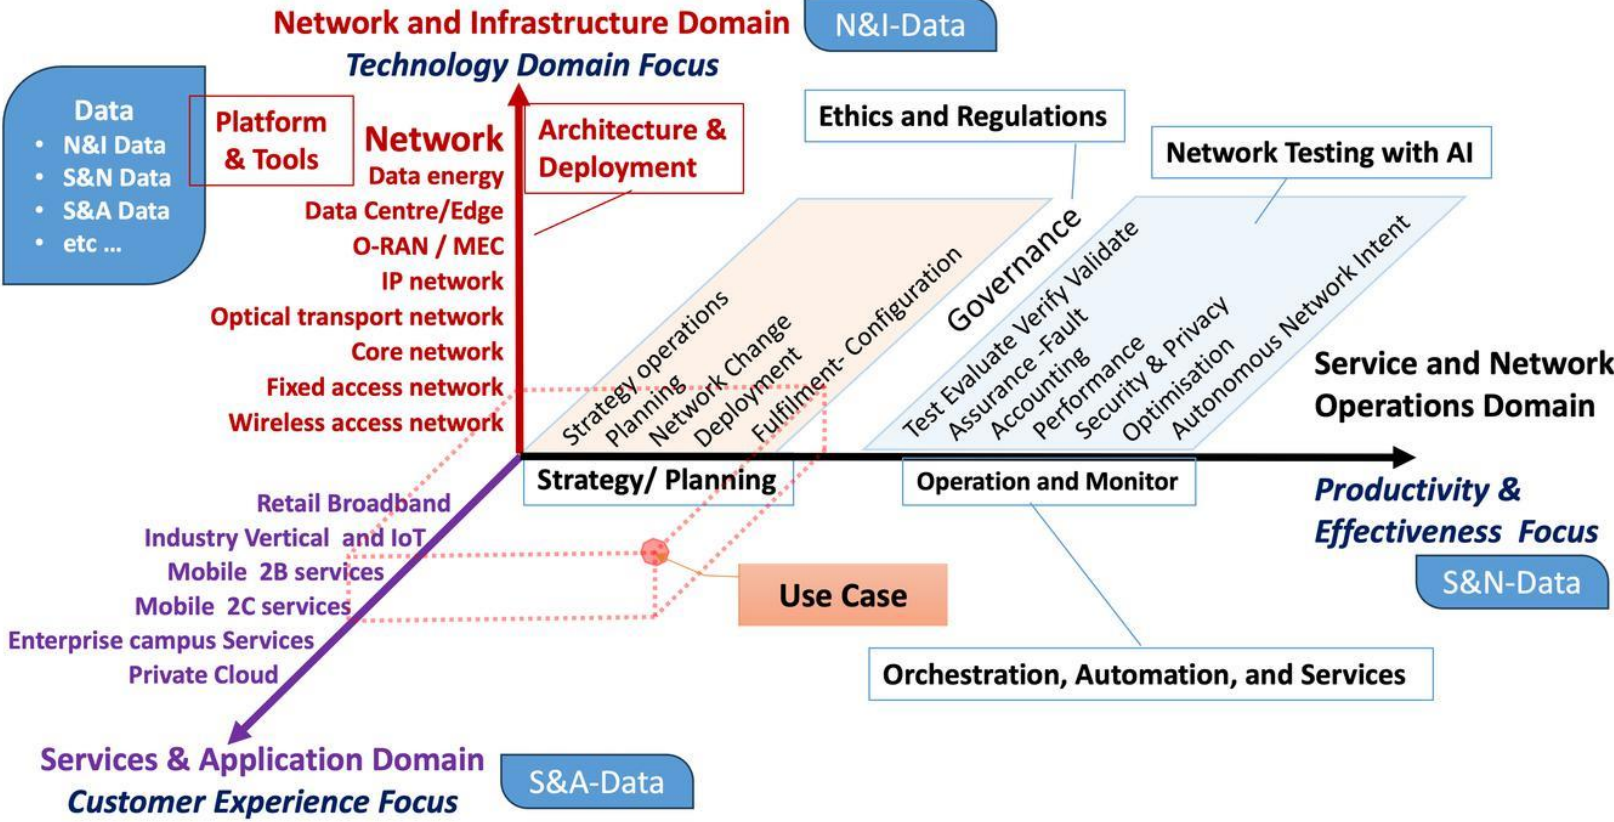 Network and Infrastructure Domain
N&I-Data
Technology Domain Focus
Data
• N&I Data
• S&N Data
• S&A Data
• etc ...
Platform
& Tools
Network
Data energy
Data Centre/Edge
O-RAN / MEC
IP network
Optical transport network
Core network
Fixed access network
Wireless access network
Architecture &
Deployment
Ethics and Regulations
Network Testing with AI
Strategy operations
Planning
Network Change
Deployment
Fulfilment- Configuration
Governance
Test Evaluate Verify Validate
Assurance -Fault
Accounting
Performance
Security & Privacy
Optimisation
Autonomous Network Intent
Service and Network
Operations Domain
Strategy/ Planning
Operation and Monitor
Productivity &
Effectiveness Focus
S&N-Data
Retail Broadband
Industry Vertical and IoT
Mobile 2B services
Mobile 2C services
Enterprise campus Services
Private Cloud
Use Case
Orchestration, Automation, and Services
Services & Application Domain
Customer Experience Focus
S&A-Data